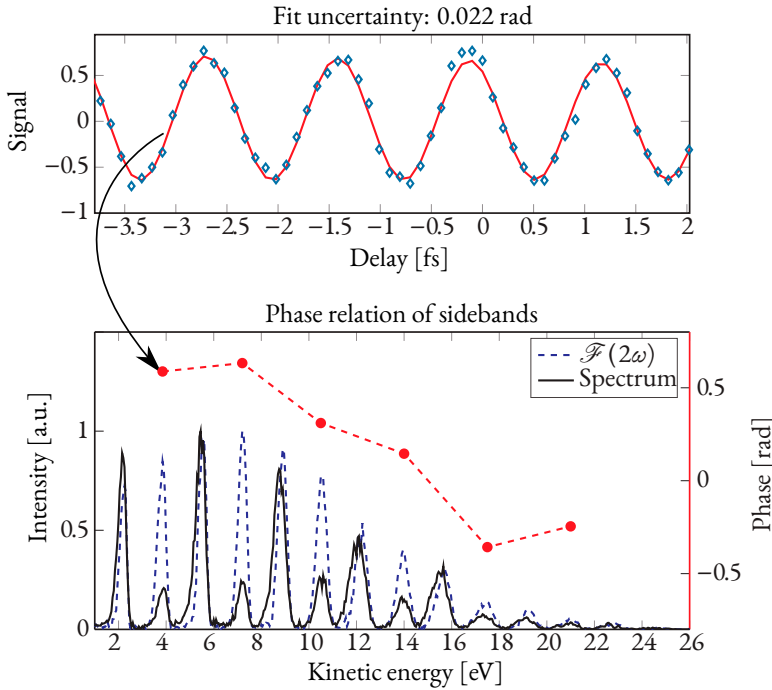 Fit uncertainty: 0.022 rad
Signal
0.5
0
−0.5
−1
−3.5 −3 −2.5 −2 −1.5 −1 −0.5 0 0.5 1 1.5 2
Delay [fs]
Phase relation of sidebands
ℱ(2ω)
Spectrum
Intensity [a.u.]
1
0.5
0
Phase [rad]
0.5
0
−0.5
2 4 6 8 10 12 14 16 18 20 22 24 26
Kinetic energy [eV]